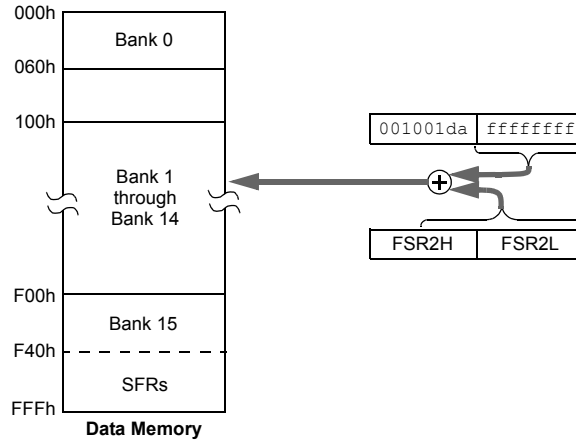 000h
Bank 0
060h
100h
001001da ffffffff
Bank 1
through
Bank 14
FSR2H FSR2L
F00h
Bank 15
F40h
SFRs
FFFh
Data Memory